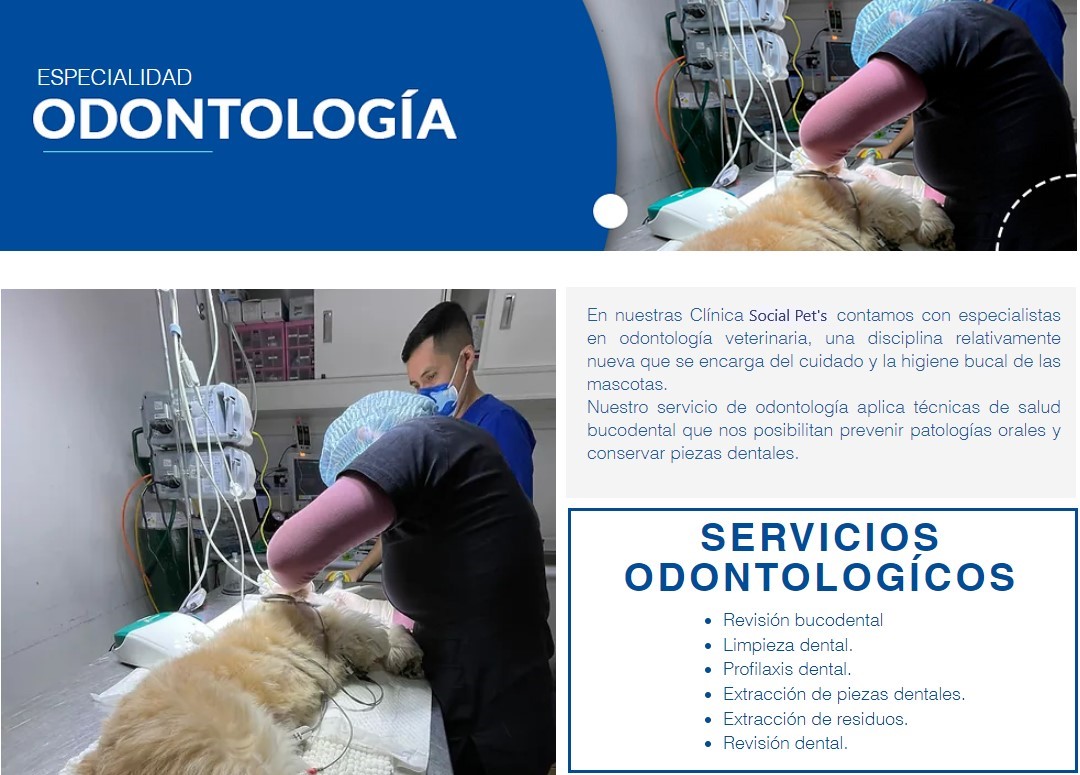 ESPECIALIDAD
ODONTOLOGÍA
En nuestras Clínica Social Pet's contamos con especialistas
en odontología veterinaria, una disciplina relativamente
nueva que se encarga del cuidado y la higiene bucal de las
mascotas.
Nuestro servicio de odontología aplica técnicas de salud
bucodental que nos posibilitan prevenir patologías orales y
conservar piezas dentales.
SERVICIOS
ODONTOLOGÍCOS
• Revisión bucodental
• Limpieza dental.
• Profilaxis dental.
• Extracción de piezas dentales.
• Extracción de residuos.
• Revisión dental.